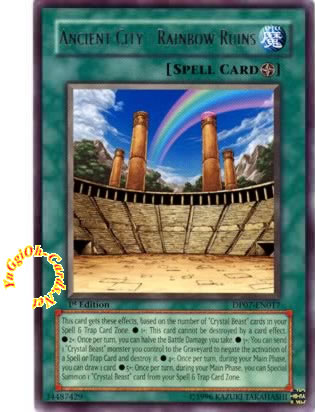 ANCIENT CITY - RAINBOW RUINS
[SPELL CARD]
YuGgiOh-Cards.Net
1st Edition
DP07-EN017
This card gets these effects, based on the number of "Crystal Beast" cards in your
Spell & Trap Card Zone. ● 1+: This card cannot be destroyed by a card effect.
● 2+: Once per turn, you can halve the Battle Damage you take. ● 3+: You can send
1 "Crystal Beast" monster you control to the Graveyard to negate the activation of
a Spell or Trap Card and destroy it. ● 4+: Once per turn, during your Main Phase,
you can draw 1 card. ● 5: Once per turn, during your Main Phase, you can Special
Summon 1 "Crystal Beast" card from your Spell & Trap Card Zone.
34487429
©1996 KAZUKI TAKAHASHI